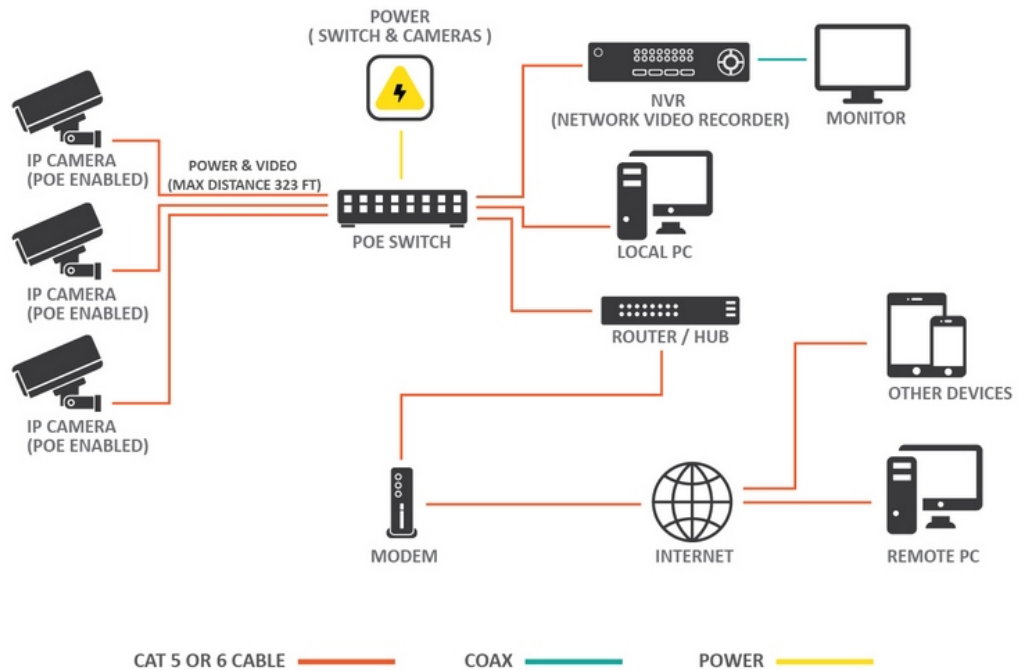 POWER
( SWITCH & CAMERAS )
NVR
(NETWORK VIDEO RECORDER)
MONITOR
IP CAMERA
(POE ENABLED)
POWER & VIDEO
(MAX DISTANCE 323 FT)
POE SWITCH
LOCAL PC
IP CAMERA
(POE ENABLED)
ROUTER / HUB
OTHER DEVICES
IP CAMERA
(POE ENABLED)
MODEM
INTERNET
REMOTE PC
CAT 5 OR 6 CABLE
COAX
POWER